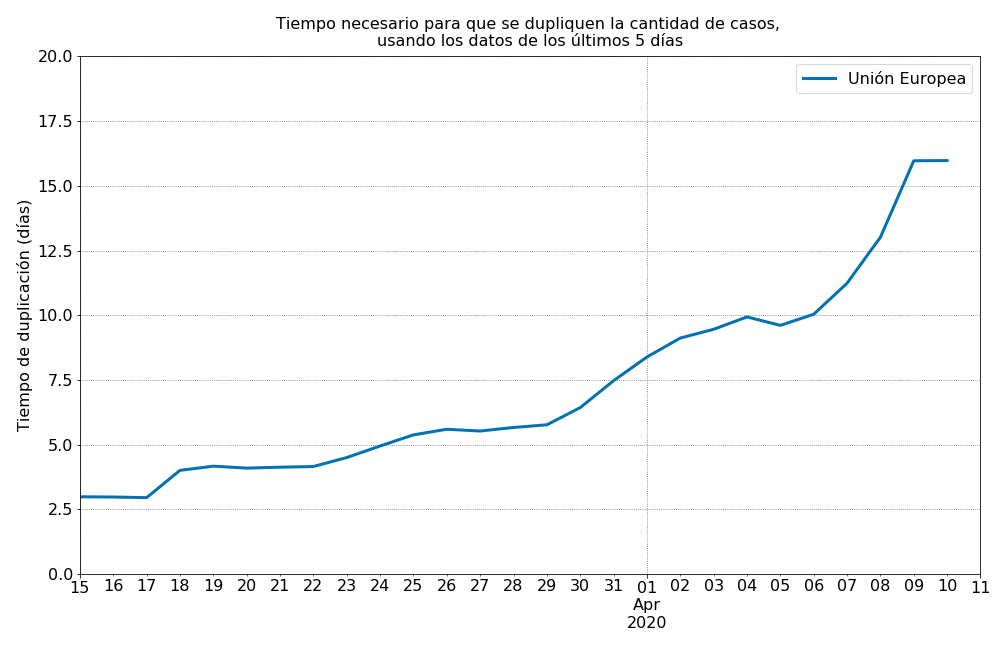 Tiempo necesario para que se dupliquen la cantidad de casos,
usando los datos de los últimos 5 días
Unión Europea
Tiempo de duplicación (días)
20.0
17.5
15.0
12.5
10.0
7.5
5.0
2.5
0.0
15 16 17 18 19 20 21 22 23 24 25 26 27 28 29 30 31 01 02 03 04 05 06 07 08 09 10 11
Apr
2020